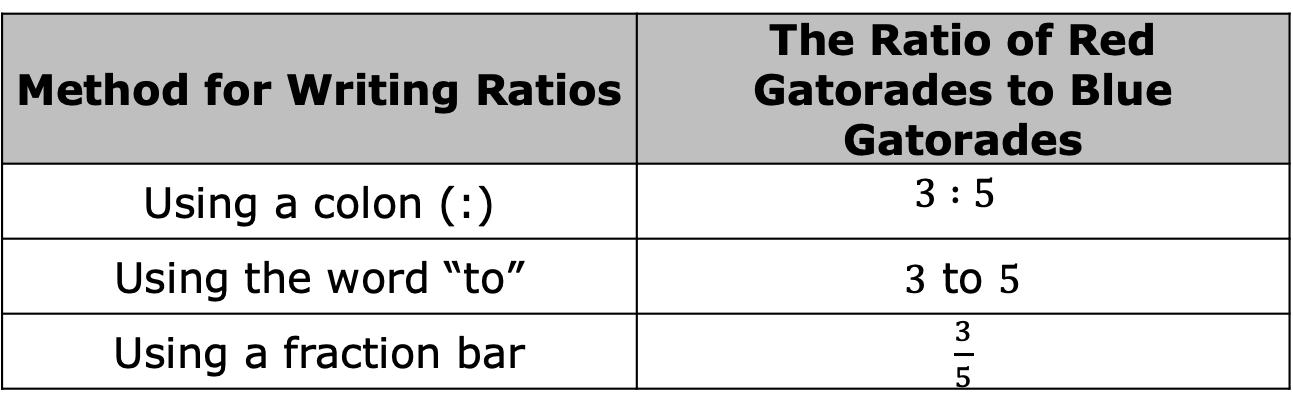 Method for Writing Ratios
The Ratio of Red
Gatorades to Blue
Gatorades
Using a colon (:)
3 : 5
Using the word “to”
3 to 5
Using a fraction bar
3
5